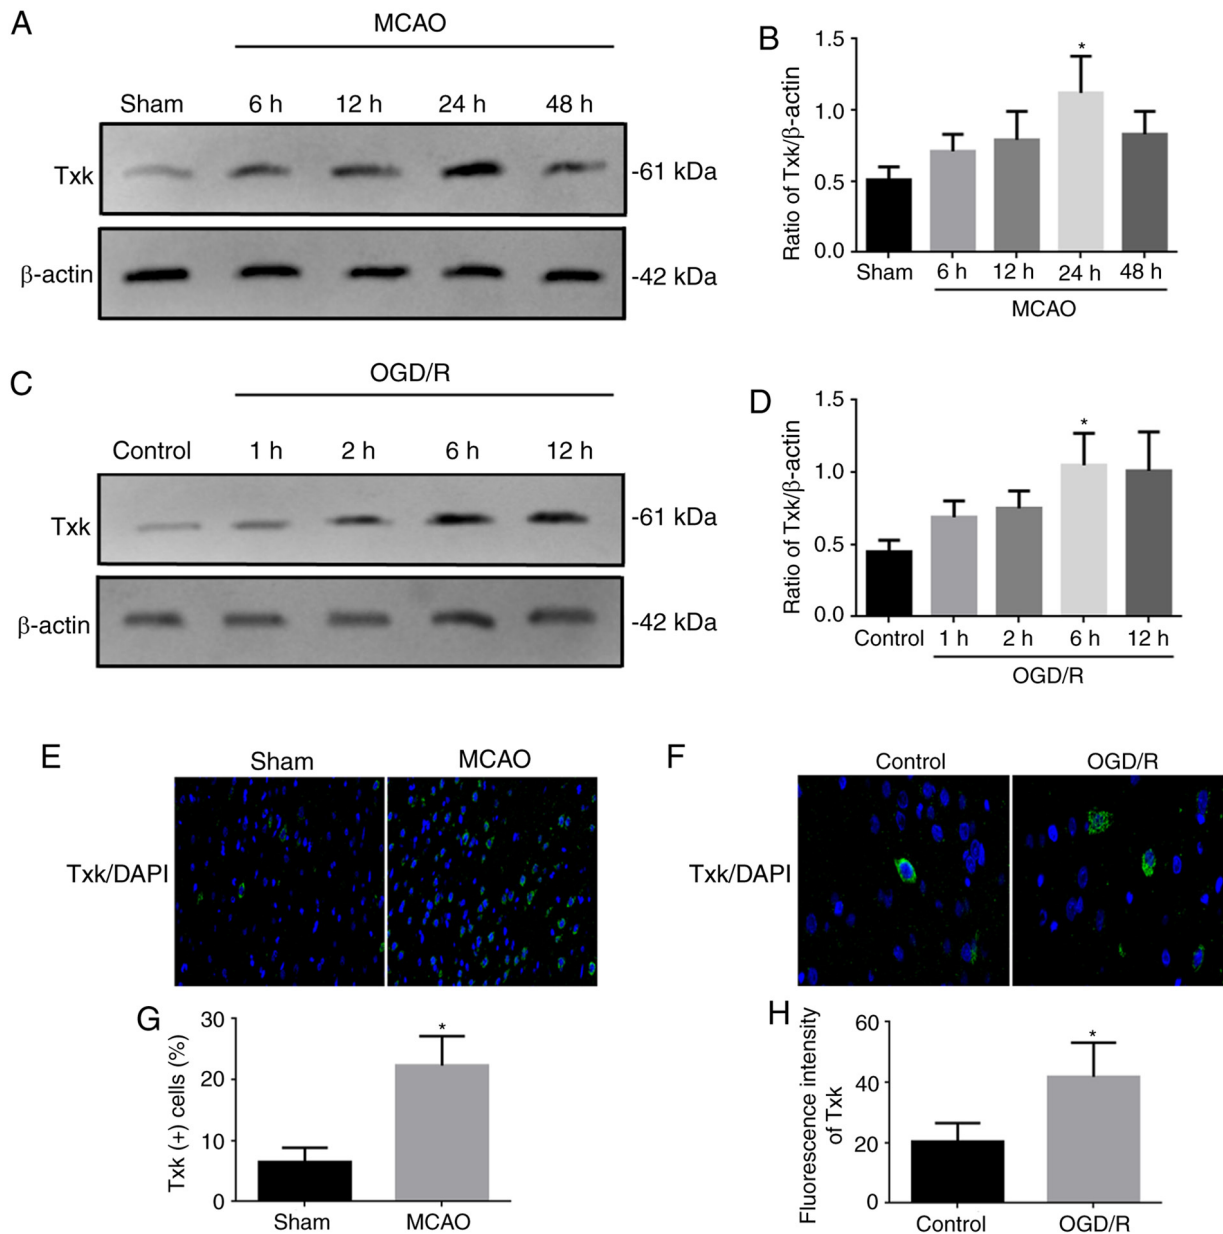 A
MCAO
Sham 6 h 12 h 24 h 48 h
Txk
-61 kDa
β-actin
-42 kDa
B
Ratio of Txk/β-actin
1.5
1.0
0.5
0.0
Sham 6 h 12 h 24 h 48 h
*
MCAO
C
OGD/R
Control 1 h 2 h 6 h 12 h
Txk
-61 kDa
β-actin
-42 kDa
D
Ratio of Txk/β-actin
1.5
1.0
0.5
0.0
*
Control 1 h 2 h 6 h 12 h
OGD/R
E
Sham MCAO
Txk/DAPI
F
Control OGD/R
Txk/DAPI
G
Txk (+) cells (%)
30
20
10
0
*
Sham MCAO
H
Fluorescence intensity
of Txk
60
40
20
0
*
Control OGD/R